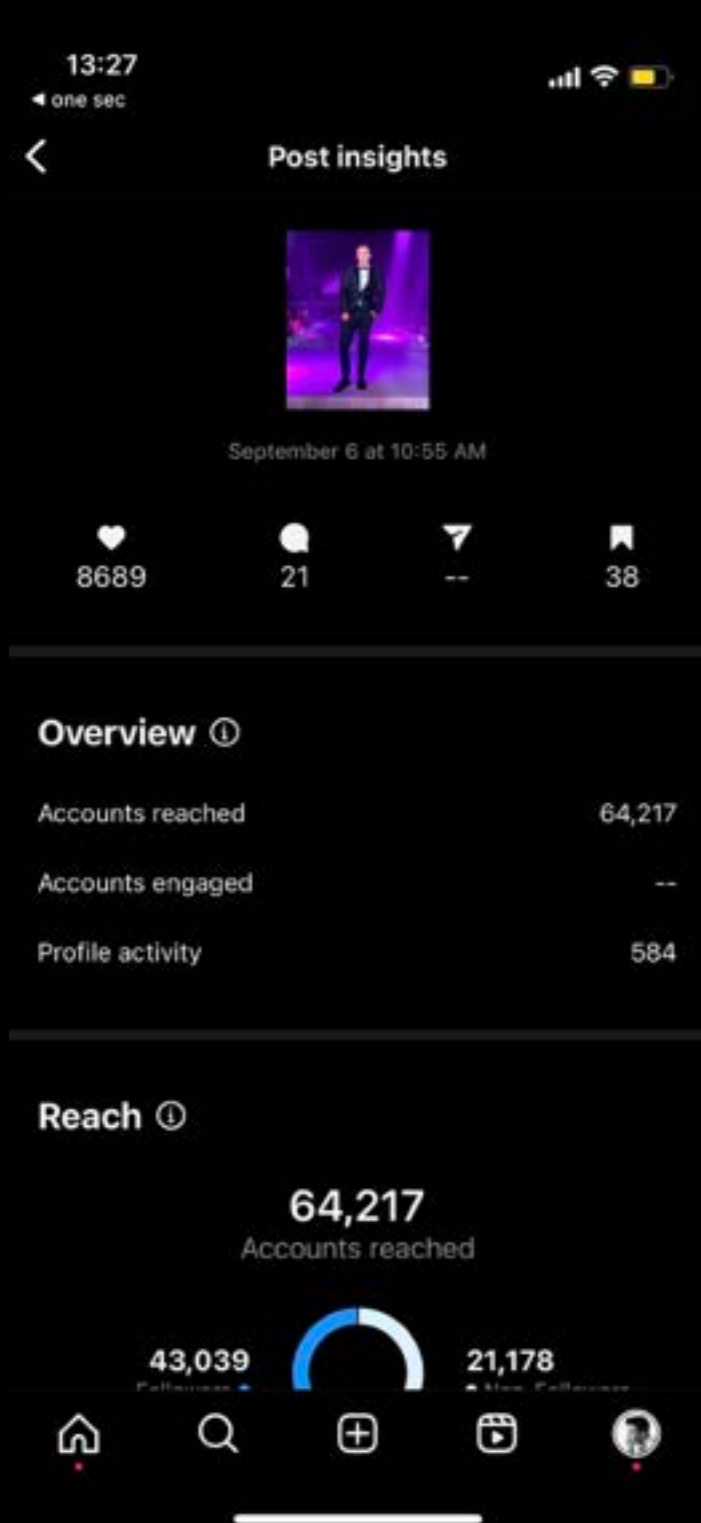 13:27
◀ one sec
Post insights
September 6 at 10:55 AM
8689 21 -- 38
Overview
Accounts reached 64,217
Accounts engaged --
Profile activity 584
Reach
64,217
Accounts reached
43,039 21,178